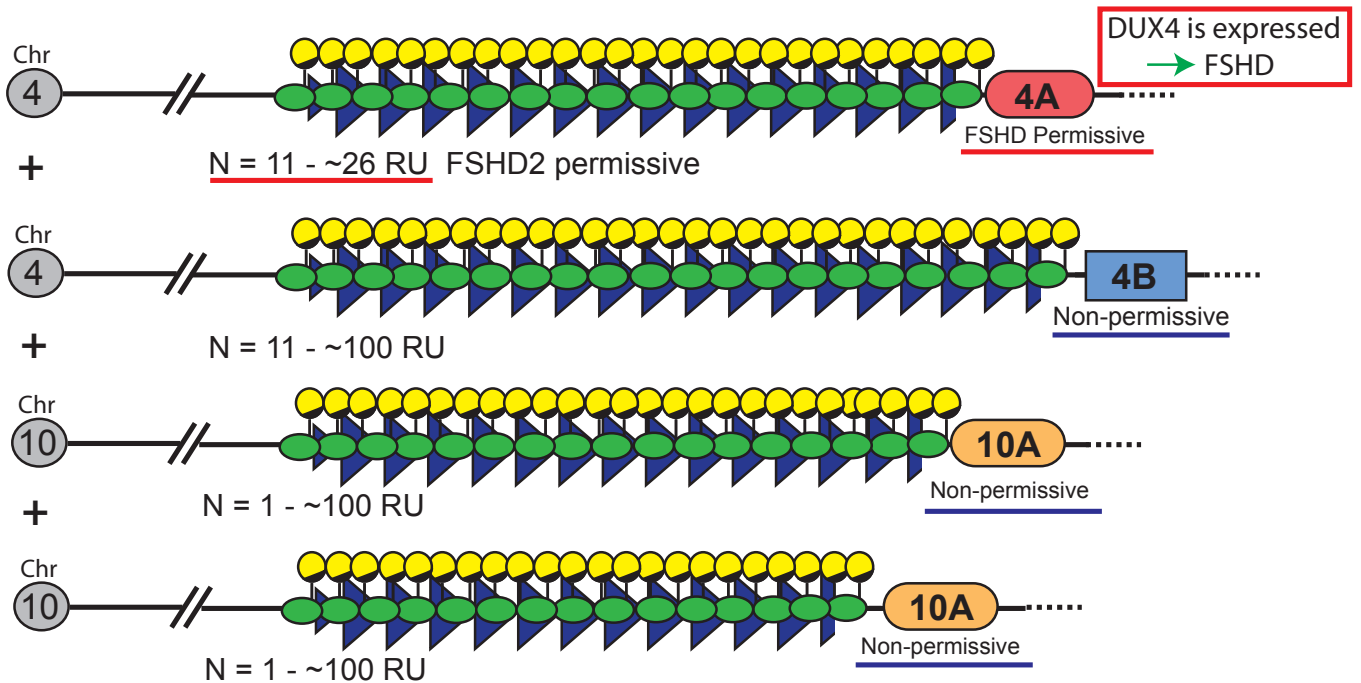 DUX4 is expressed
→ FSHD
Chr
4
4A
FSHD Permissive
+
N = 11 - ~26 RU FSHD2 permissive
Chr
4
4B
Non-permissive
+
N = 11 - ~100 RU
Chr
10
10A
Non-permissive
+
N = 1 - ~100 RU
Chr
10
10A
Non-permissive
N = 1 - ~100 RU